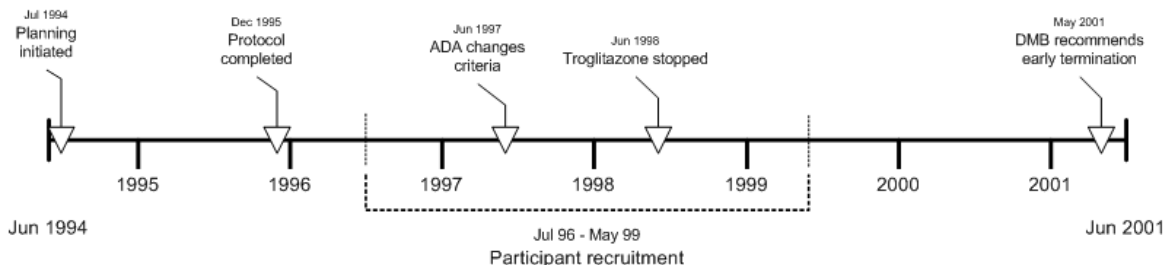 Jul 1994
Planning
initiated
Dec 1995
Protocol
completed
Jun 1997
ADA changes
criteria
Jun 1998
Troglitazone stopped
May 2001
DMB recommends
early termination
1995
1996
1997
1998
1999
2000
2001
Jun 1994
Jun 2001
Jul 96 - May 99
Participant recruitment